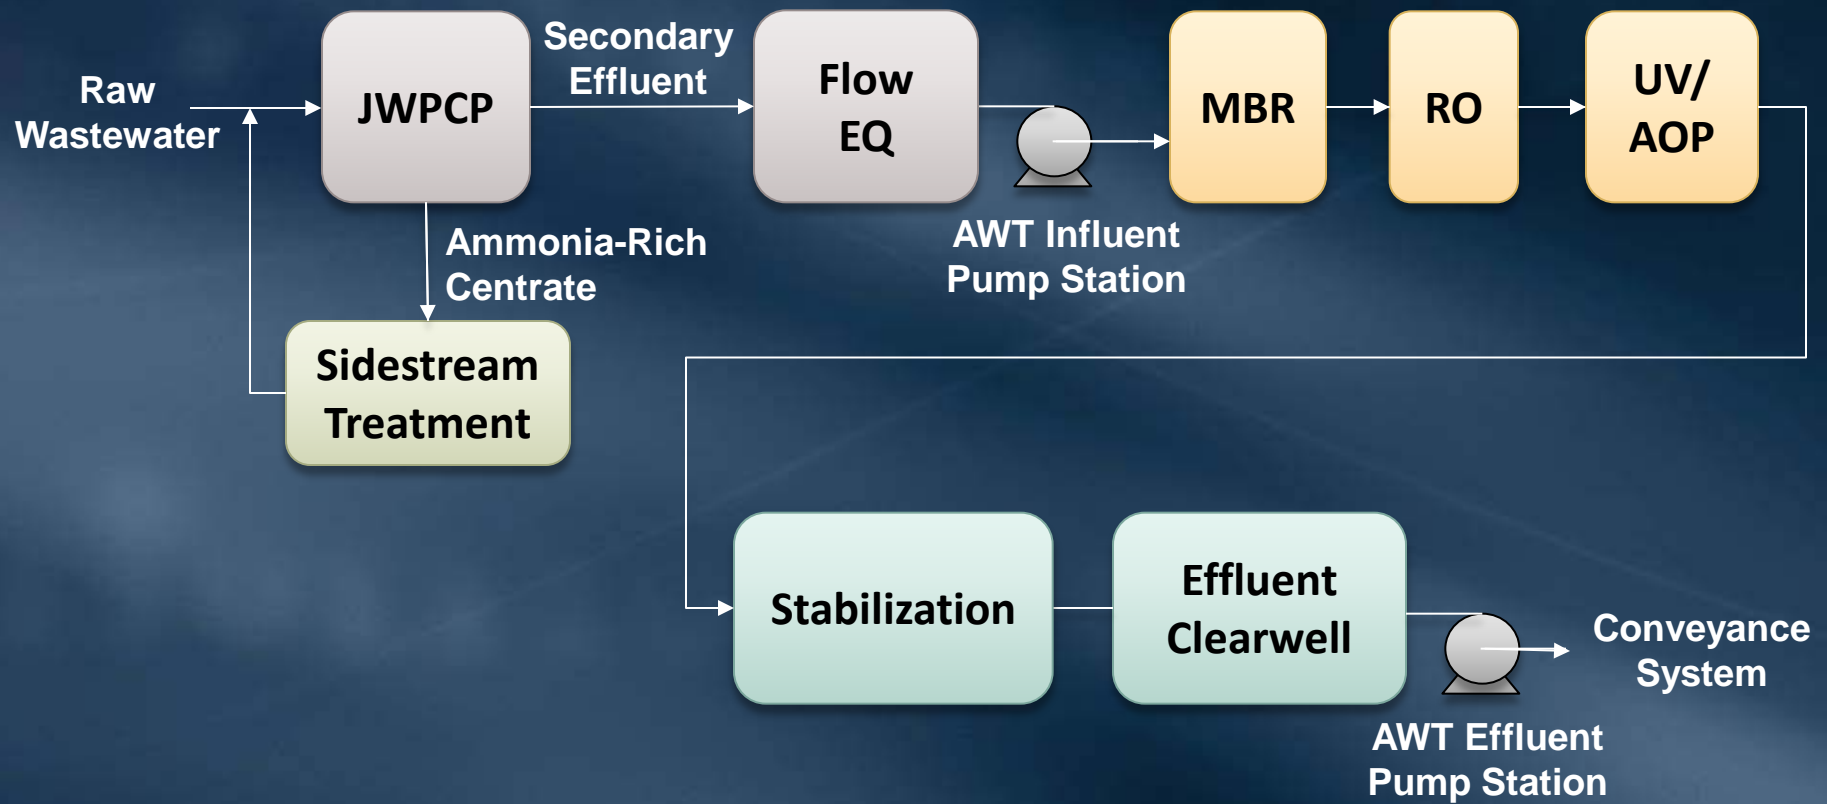 Raw
Wastewater
JWPCP
Secondary
Effluent
Flow
EQ
AWT Influent
Pump Station
MBR
RO
UV/
AOP
Ammonia-Rich
Centrate
Sidestream
Treatment
Stabilization
Effluent
Clearwell
AWT Effluent
Pump Station
Conveyance
System